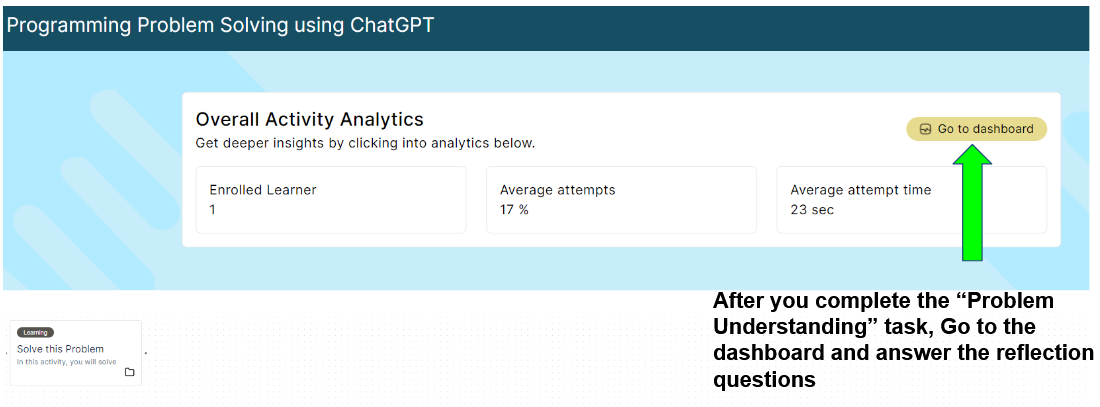 Programming Problem Solving using ChatGPT
Overall Activity Analytics
Get deeper insights by clicking into analytics below.
Go to dashboard
Enrolled Learner
1
Average attempts
17 %
Average attempt time
23 sec
After you complete the “Problem
Understanding” task, Go to the
dashboard and answer the reflection
questions
Learning
Solve this Problem
In this activity, you will solve